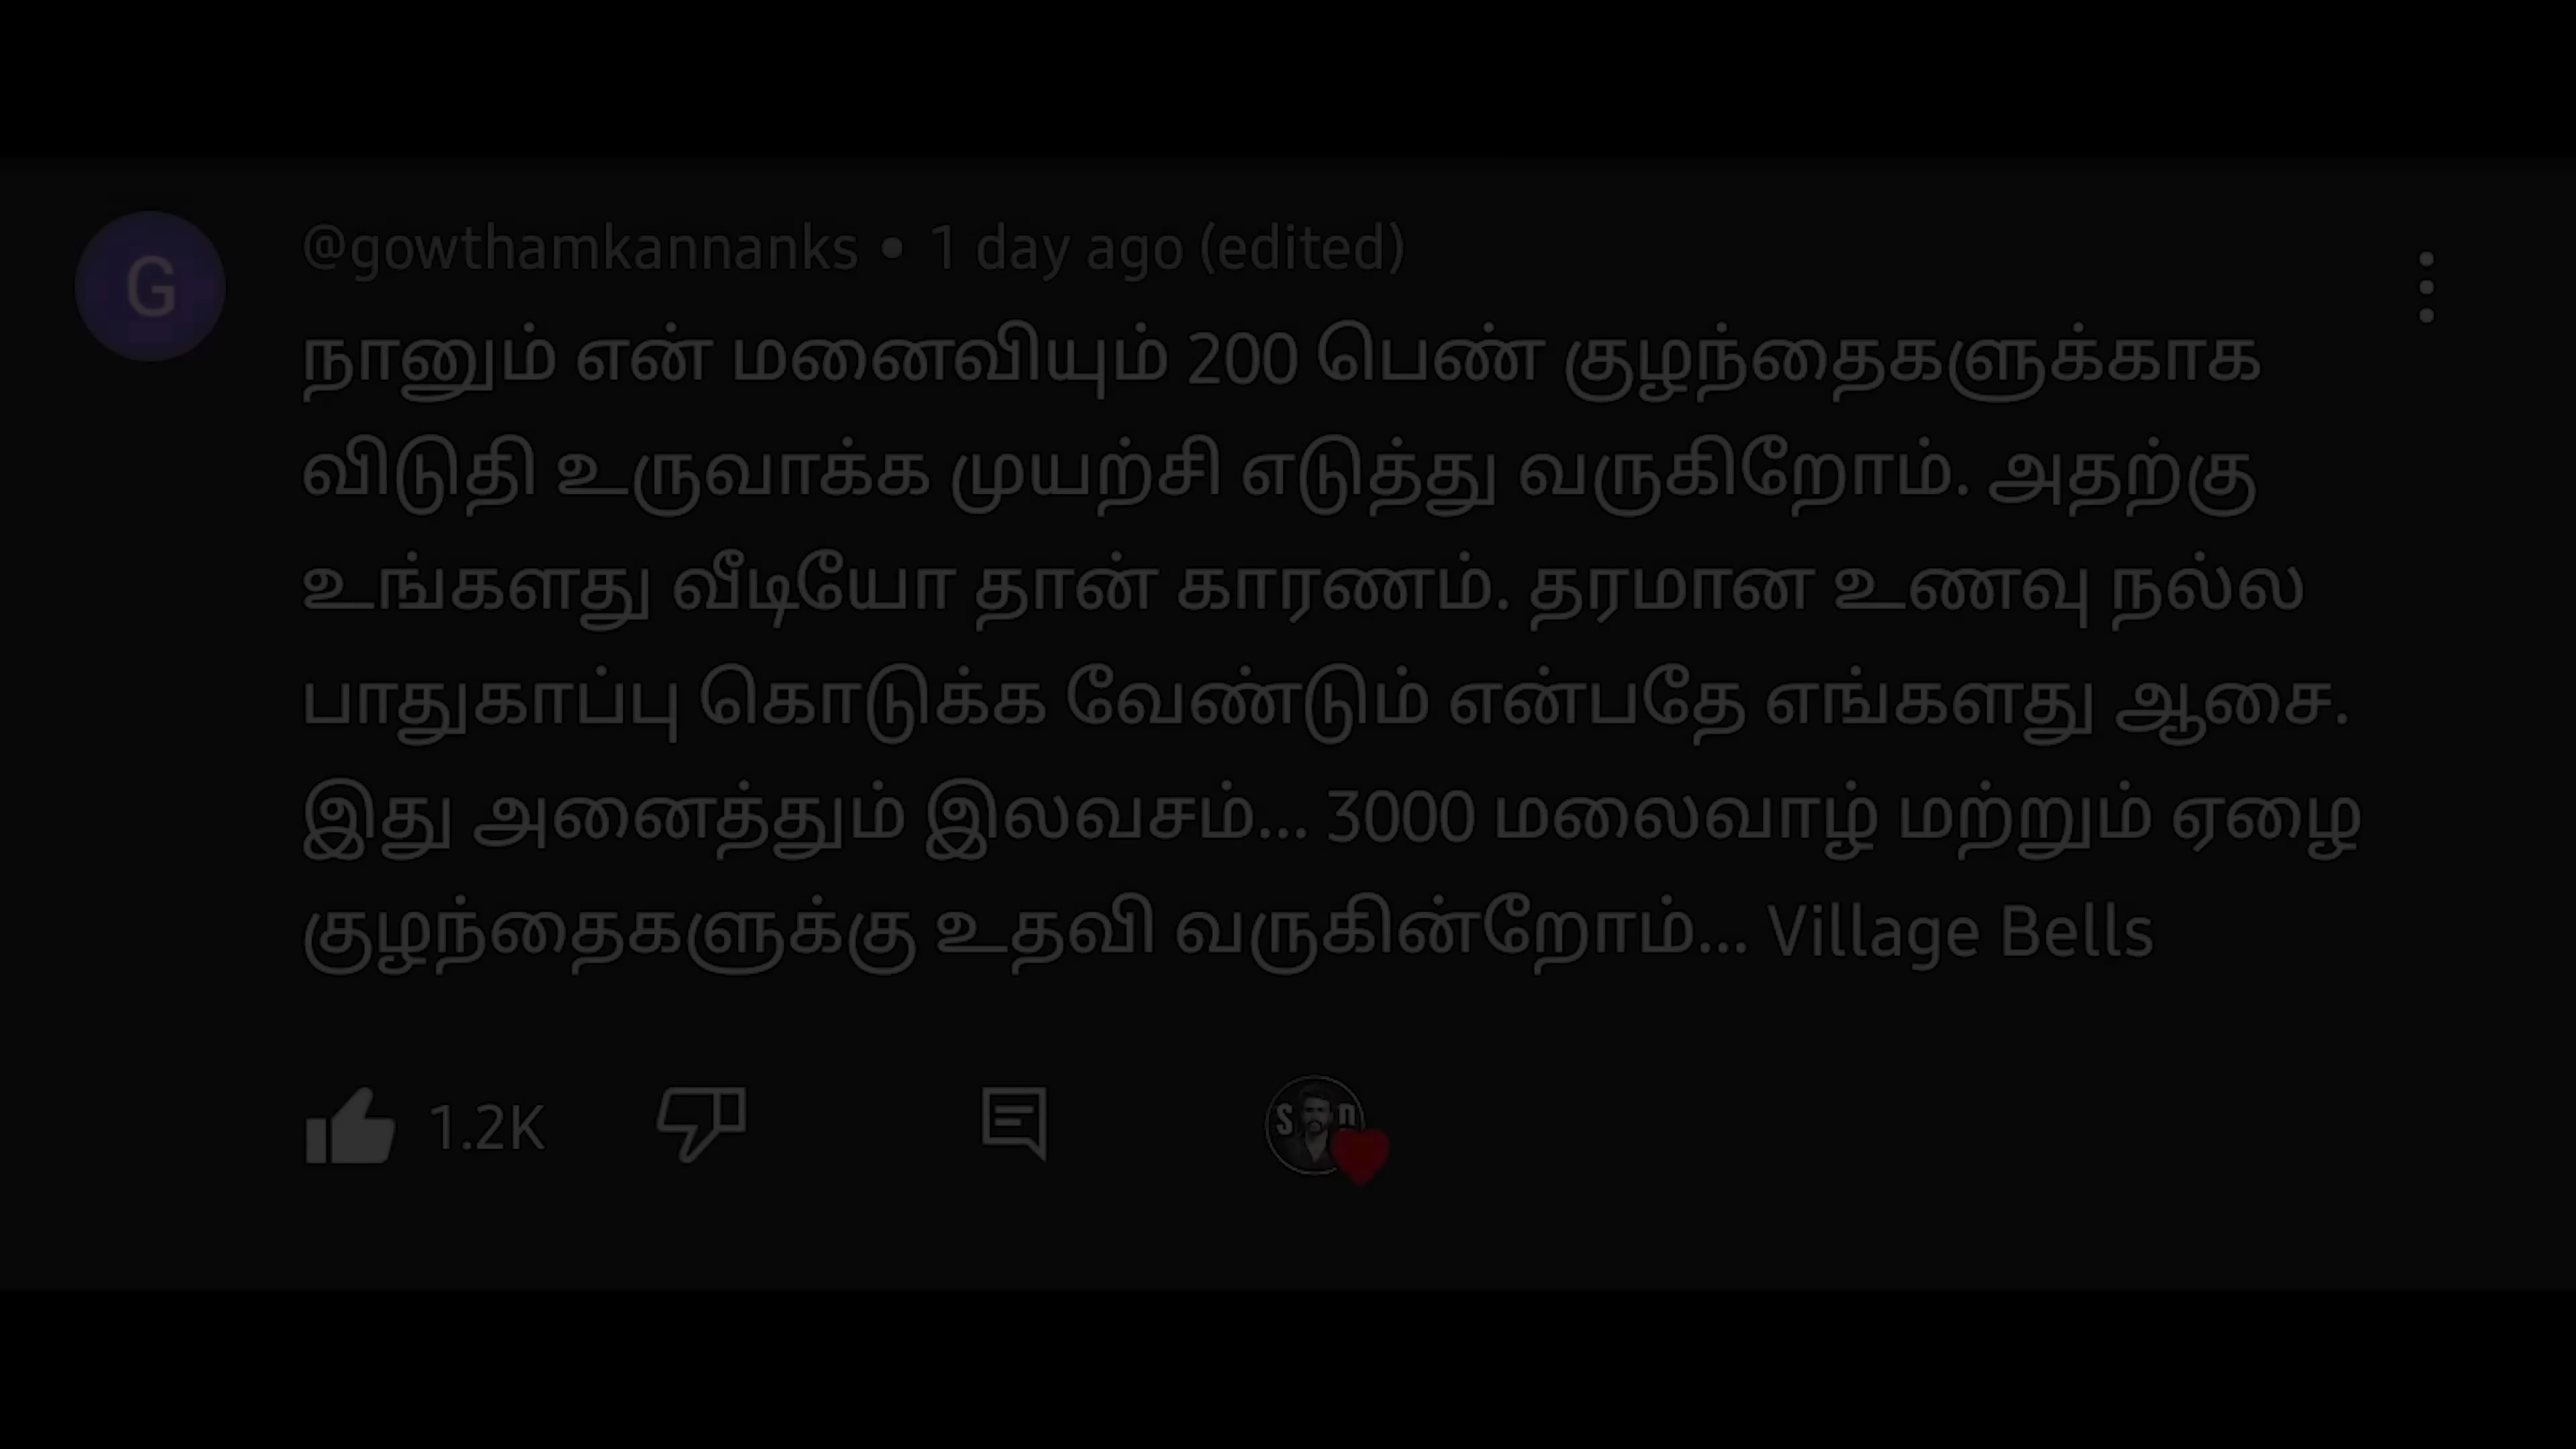 G
@gowthamkannanks • 1 day ago (edited)
நானும் என் மனைவியும் 200 பெண் குழந்தைகளுக்காக
விடுதி உருவாக்க முயற்சி எடுத்து வருகிறோம். அதற்கு
உங்களது வீடியோ தான் காரணம். தரமான உணவு நல்ல
பாதுகாப்பு கொடுக்க வேண்டும் என்பதே எங்களது ஆசை.
இது அனைத்தும் இலவசம்... 3000 மலைவாழ் மற்றும் ஏழை
குழந்தைகளுக்கு உதவி வருகின்றோம்... Village Bells
1.2K